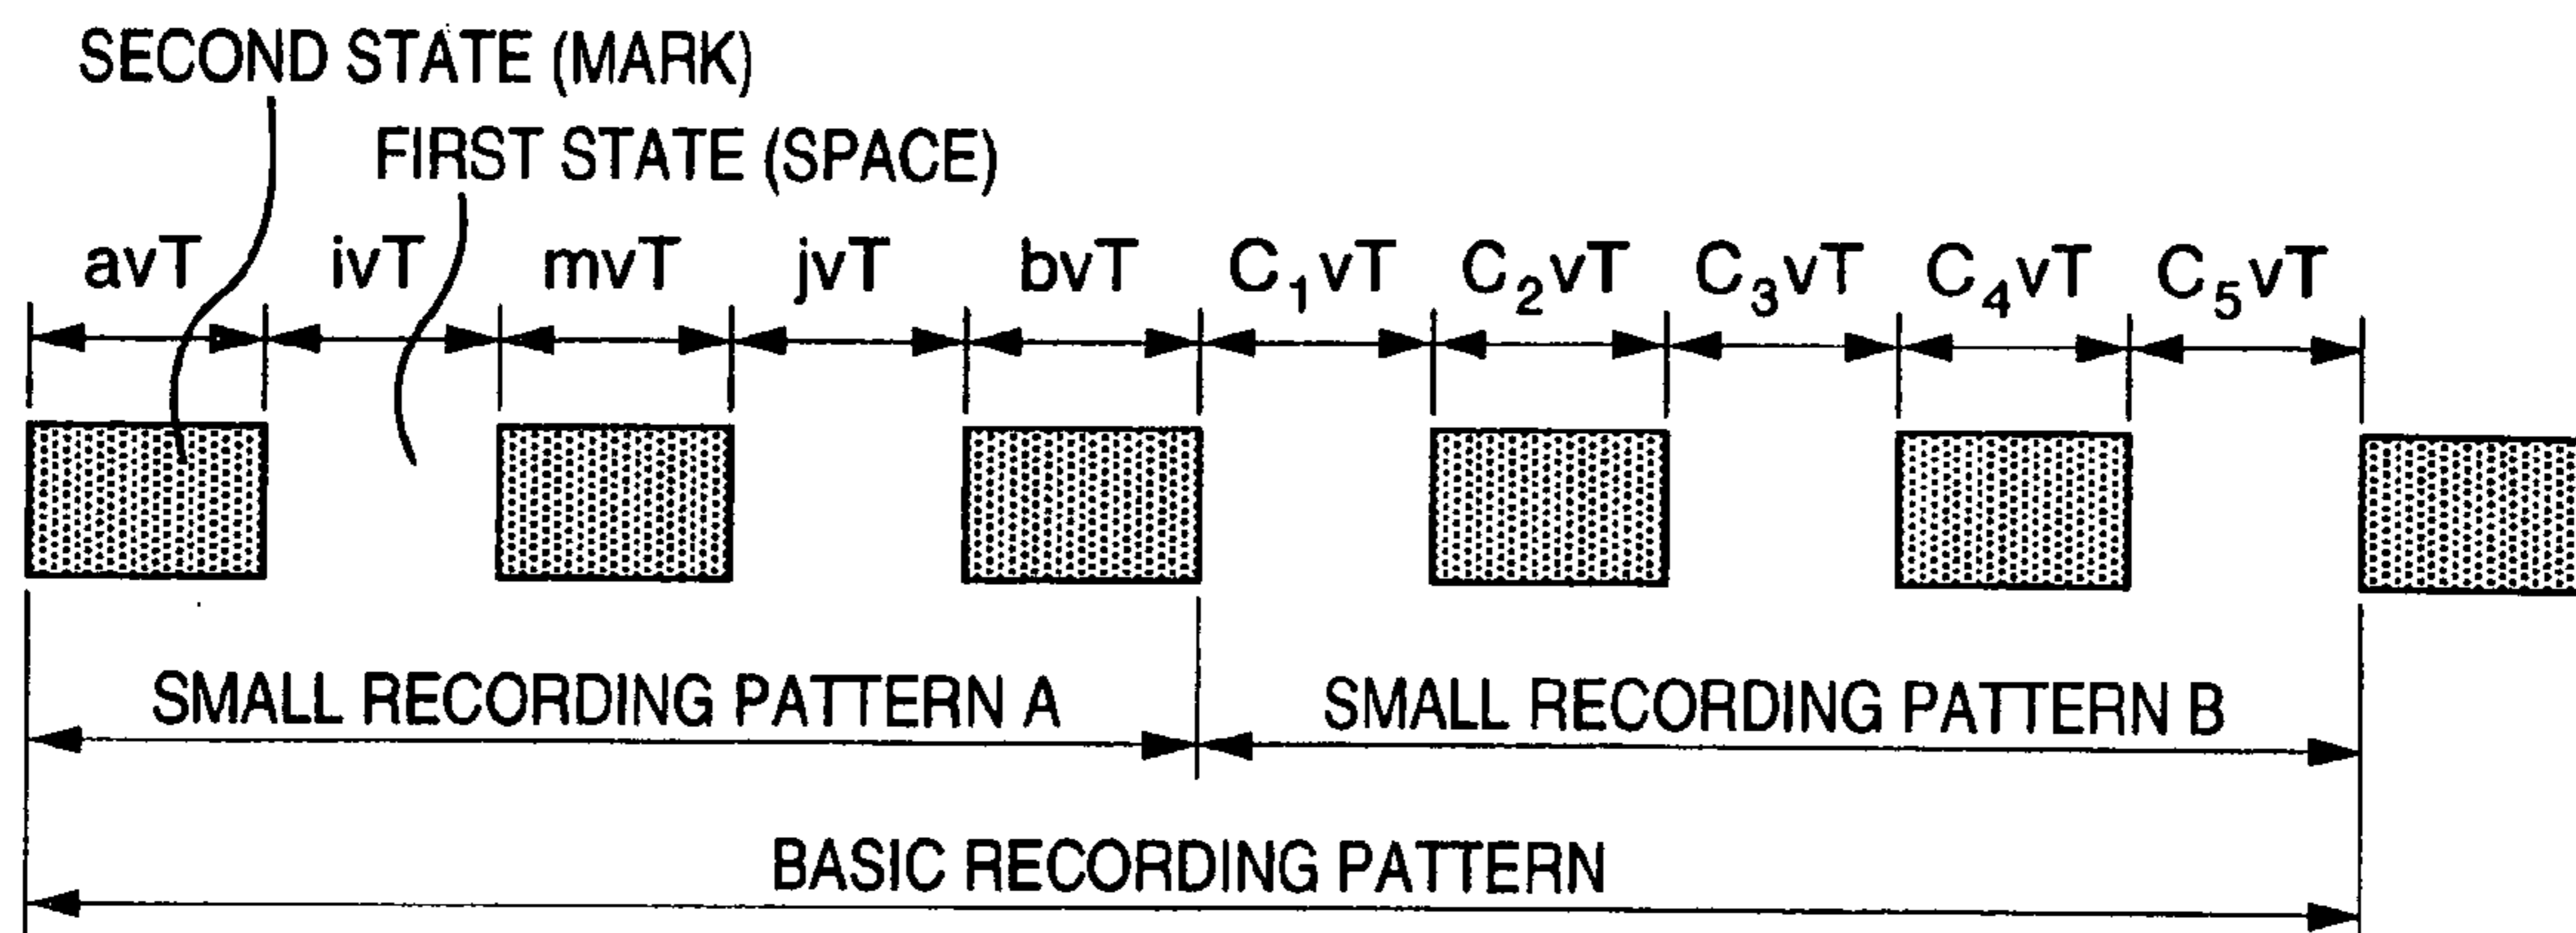 SECOND STATE (MARK)
FIRST STATE (SPACE)
avT ivT mvT jvT bvT C₁vT C₂vT C₃vT C₄vT C₅vT
SMALL RECORDING PATTERN A SMALL RECORDING PATTERN B
BASIC RECORDING PATTERN